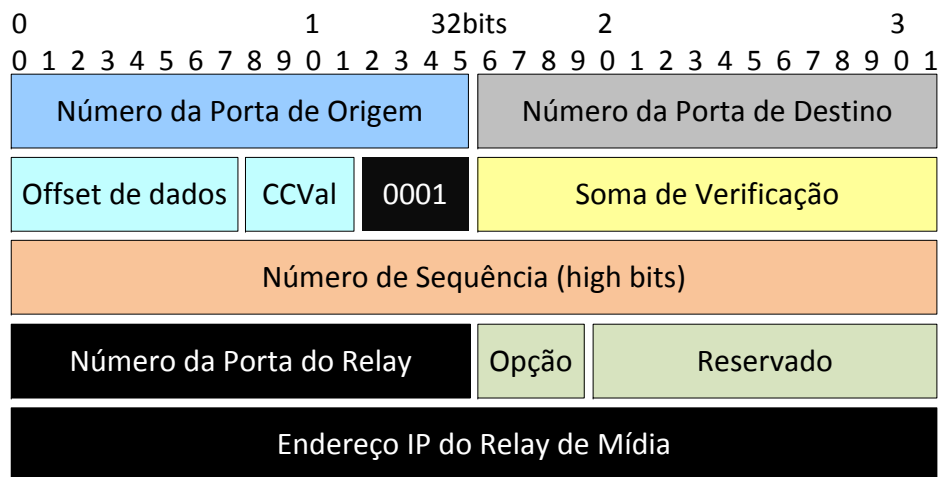 0 1 32bits 2 3
0 1 2 3 4 5 6 7 8 9 0 1 2 3 4 5 6 7 8 9 0 1 2 3 4 5 6 7 8 9 0 1
Número da Porta de Origem Número da Porta de Destino
Offset de dados CCVal 0001 Soma de Verificação
Número de Sequência (high bits)
Número da Porta do Relay Opção Reservado
Endereço IP do Relay de Mídia